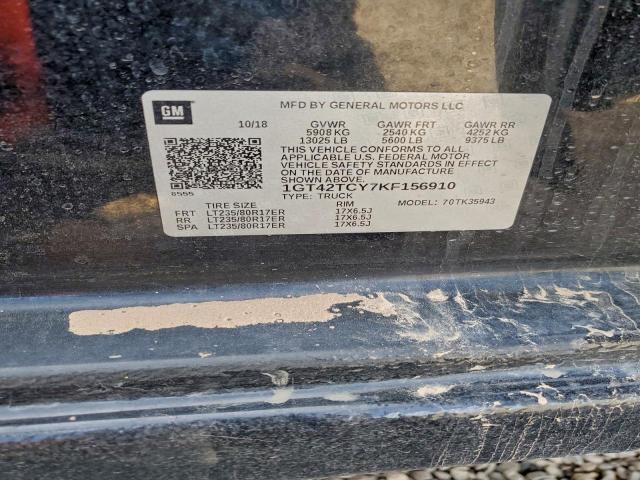 GM
MFD BY GENERAL MOTORS LLC
10/18 GVWR GAWR FRT GAWR RR
5908 KG 2540 KG 4252 KG
13025 LB 5600 LB 9375 LB
THIS VEHICLE CONFORMS TO ALL
APPLICABLE U.S. FEDERAL MOTOR
VEHICLE SAFETY STANDARDS IN EFFECT
ON THE DATE OF MANUFACTURE
SHOWN ABOVE.
1GT42TCY7KF156910
8555
TYPE: TRUCK MODEL: 70TK35943
TIRE SIZE RIM
FRT LT235/80R17ER 17X6.5J
RR LT235/80R17ER 17X6.5J
SPA LT235/80R17ER 17X6.5J